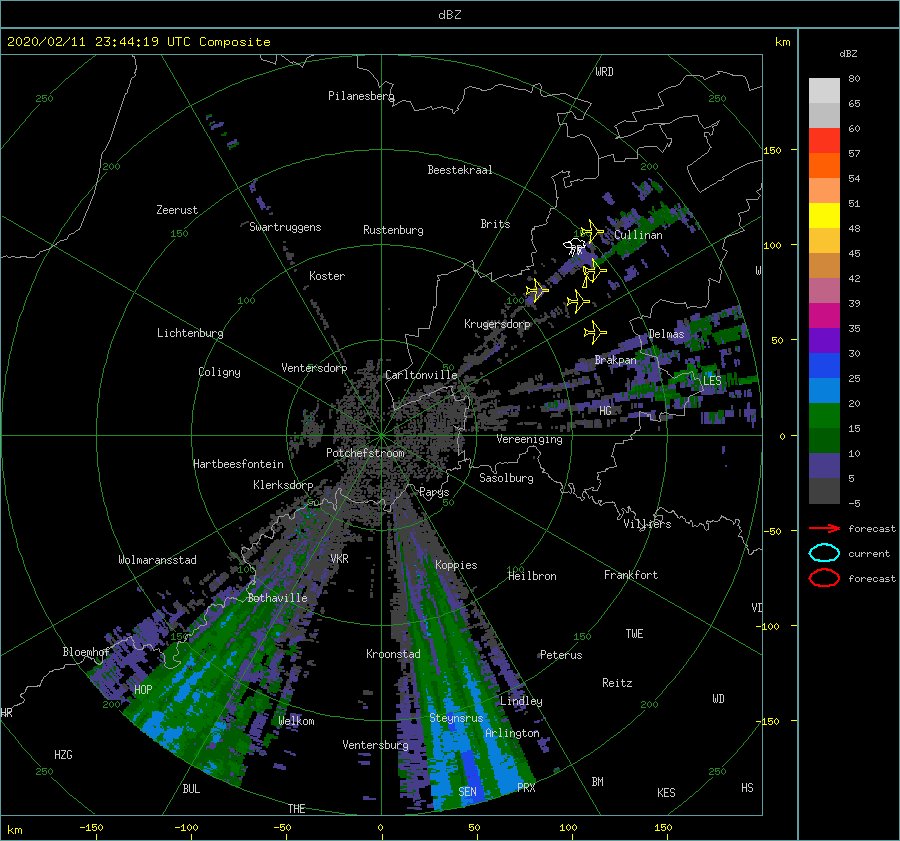 dBZ
2020/02/11 23:44:19 UTC Composite
km
dBZ
WRD
250
Pilanesberg
250
80
65
60
57
54
51
48
45
42
39
35
30
25
20
15
10
5
-5
150
200
Beestekraal
200
Zeerust
Swartruggens
Rustenburg
Brits
150
Cullinan
100
Koster
W
100
100
Krugersdorp
Lichtenburg
Delmas
50
Coligny
Ventersdorp
Carltonville
50
Brakpan
LES
HG
Vereeniging
0
Potchefstroom
Hartbeesfontein
Klerksdorp
Parys
Sasolburg
50
50
Villiers
-50
forecast
current
forecast
Wolmaransstad
VKR
Koppies
100
100
Heilbron
Frankfort
Bothaville
VD
-100
150
150
TWE
Bloemhof
Kroonstad
Peterus
Reitz
HOP
Lindley
WD
200
200
HR
Welkom
Steynsrus
-150
Arlington
Ventersburg
HZG
250
250
BUL
SEN
PRX
BM
KES
HS
THE
km
-150
-100
-50
0
50
100
150